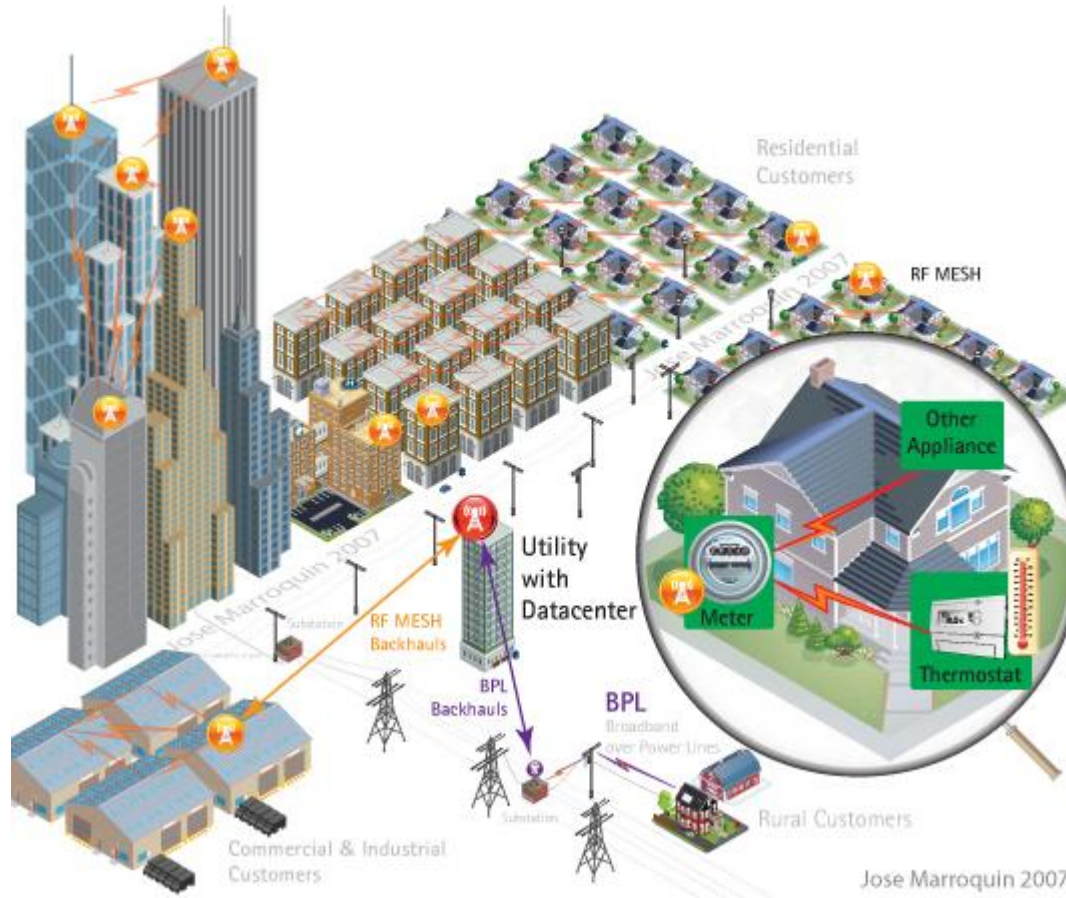 Residential
Customers
RF MESH
Jose Marroquin 2007
Other
Appliance
Meter
Thermostat
Utility
with
Datacenter
Jose Marroquin 2007
Substation
RF MESH
Backhauls
BPL
Backhauls
BPL
Broadband
over Power Lines
Substation
Rural Customers
Commercial & Industrial
Customers
Jose Marroquin 2007